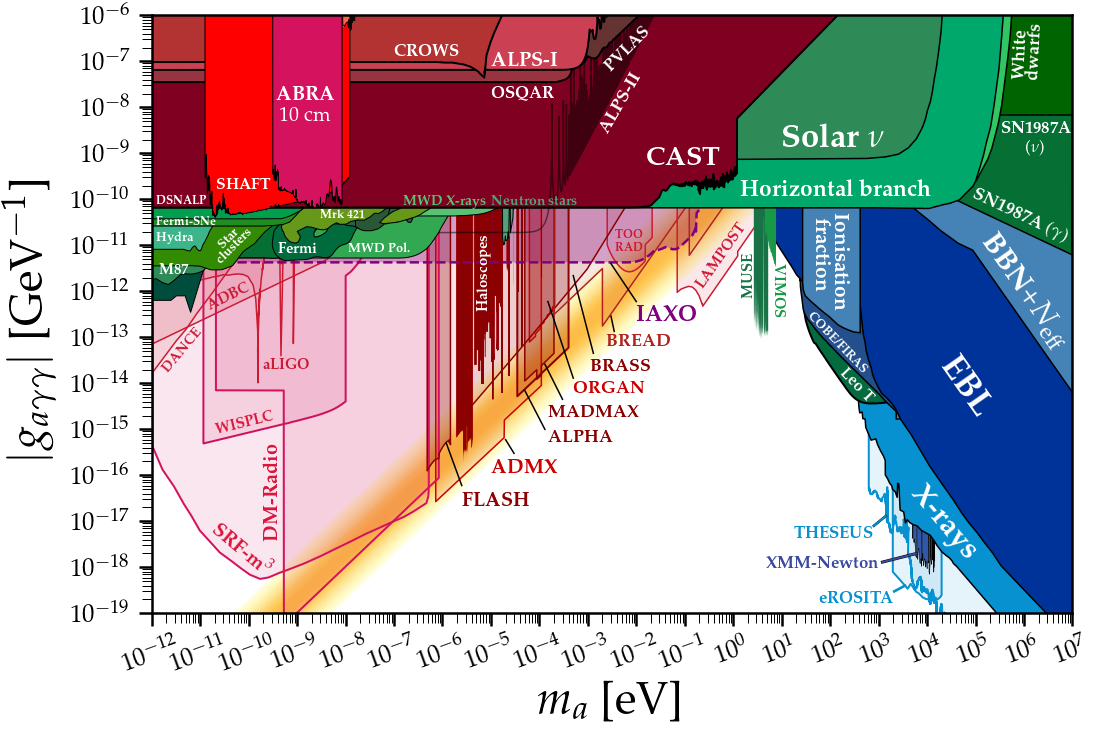 |g_{aγγ}| [GeV⁻¹]
10⁻⁶
10⁻⁷
10⁻⁸
10⁻⁹
10⁻¹⁰
10⁻¹¹
10⁻¹²
10⁻¹³
10⁻¹⁴
10⁻¹⁵
10⁻¹⁶
10⁻¹⁷
10⁻¹⁸
10⁻¹⁹
CROWS
ALPS-I
OSQAR
PVLAS
ALPS-II
ABRA
10 cm
SHAFT
CAST
Solar ν
Horizontal branch
White
dwarfs
SN1987A
(ν)
SN1987A (γ)
DSNALP
Fermi-SNe
Hydra
M87
Star
clusters
Mrk 421
Fermi
MWD Pol.
MWD X-rays
Neutron stars
ADBC
DANCE
aLIGO
WISPLC
DM-Radio
SRF-m³
Haloscopes
TOO
RAD
LAMPOST
IAXO
BREAD
BRASS
ORGAN
MADMAX
ALPHA
ADMX
FLASH
MUSE
VIMOS
Ionisation
fraction
COBE/FIRAS
Leo T
BBN+N_{eff}
EBL
X-rays
THESEUS
XMM-Newton
eROSITA
10⁻¹² 10⁻¹¹ 10⁻¹⁰ 10⁻⁹ 10⁻⁸ 10⁻⁷ 10⁻⁶ 10⁻⁵ 10⁻⁴ 10⁻³ 10⁻² 10⁻¹ 10⁰ 10¹ 10² 10³ 10⁴ 10⁵ 10⁶ 10⁷
m_a [eV]